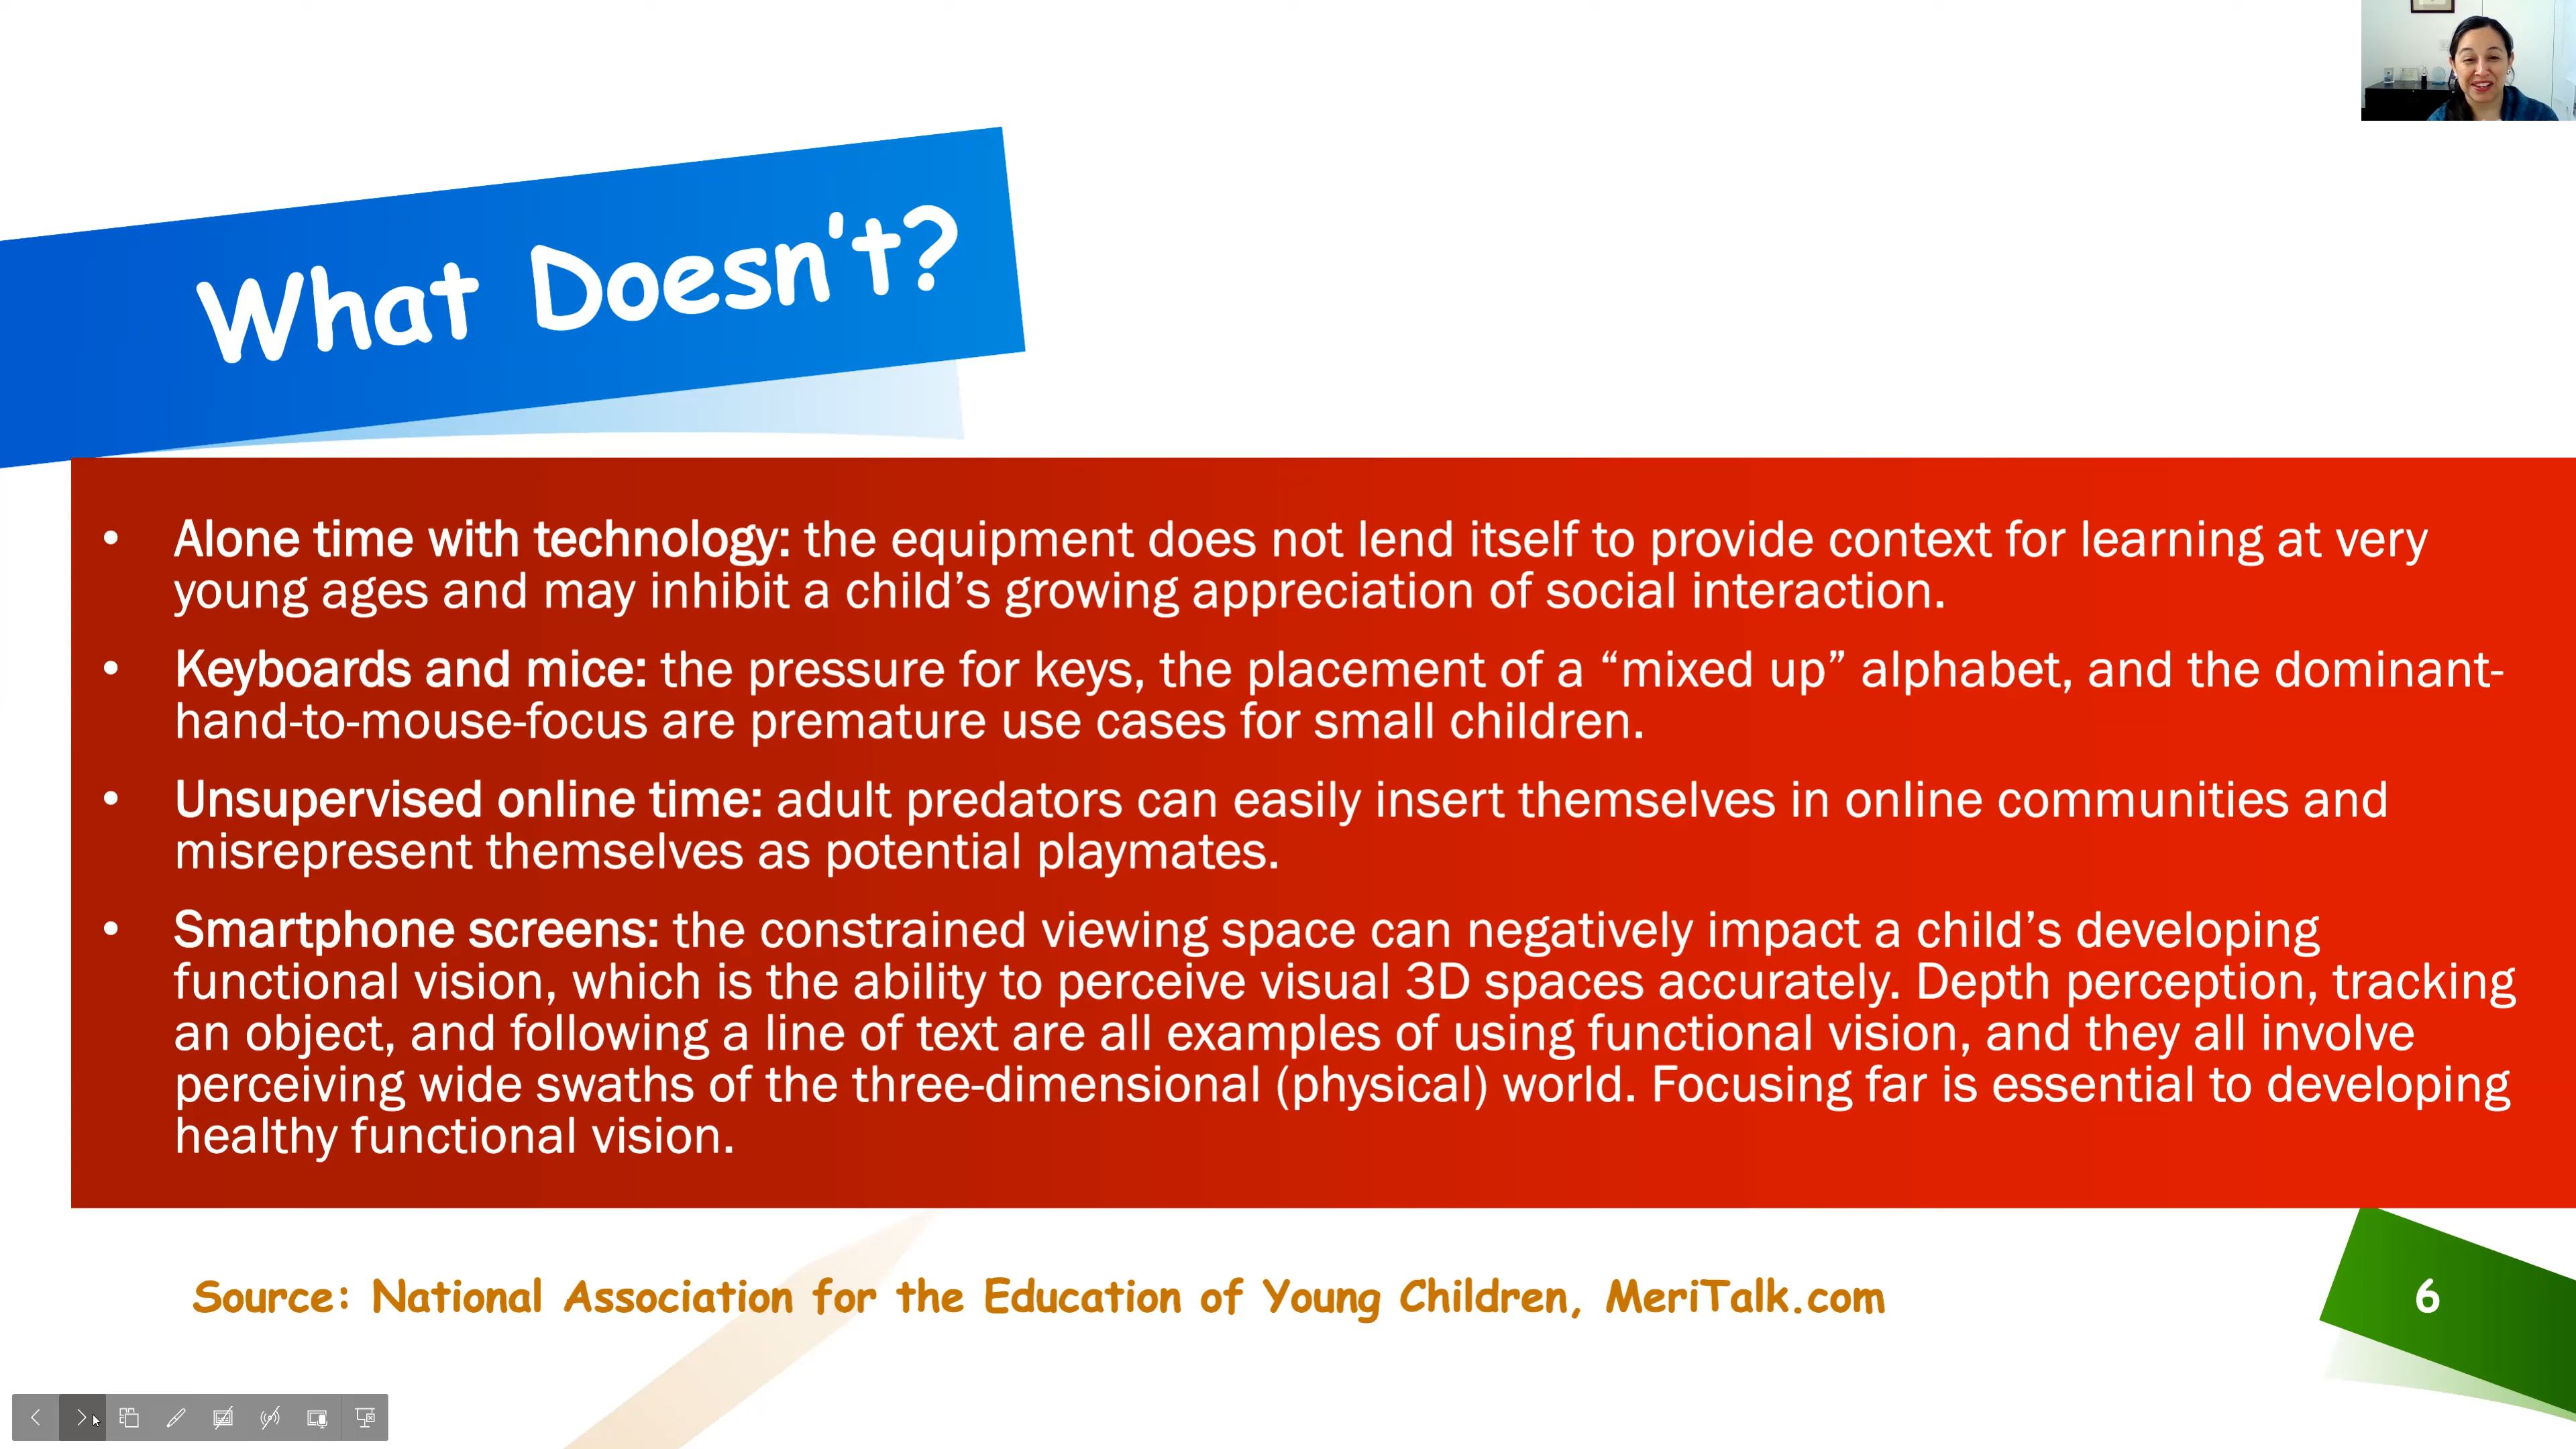 What Doesn't?
• Alone time with technology: the equipment does not lend itself to provide context for learning at very
young ages and may inhibit a child’s growing appreciation of social interaction.
• Keyboards and mice: the pressure for keys, the placement of a “mixed up” alphabet, and the dominant-
hand-to-mouse-focus are premature use cases for small children.
• Unsupervised online time: adult predators can easily insert themselves in online communities and
misrepresent themselves as potential playmates.
• Smartphone screens: the constrained viewing space can negatively impact a child’s developing
functional vision, which is the ability to perceive visual 3D spaces accurately. Depth perception, tracking
an object, and following a line of text are all examples of using functional vision, and they all involve
perceiving wide swaths of the three-dimensional (physical) world. Focusing far is essential to developing
healthy functional vision.
Source: National Association for the Education of Young Children, MeriTalk.com
6